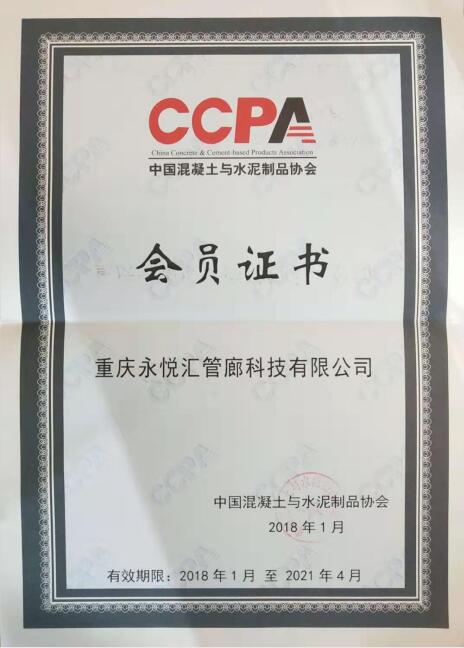 CCPA
China Concrete & Cement-based Products Association
中国混凝土与水泥制品协会
会员证书
重庆永悦汇管廊科技有限公司
中国混凝土与水泥制品协会
2018 年 1 月
有效期限：2018 年 1 月 至 2021 年 4 月